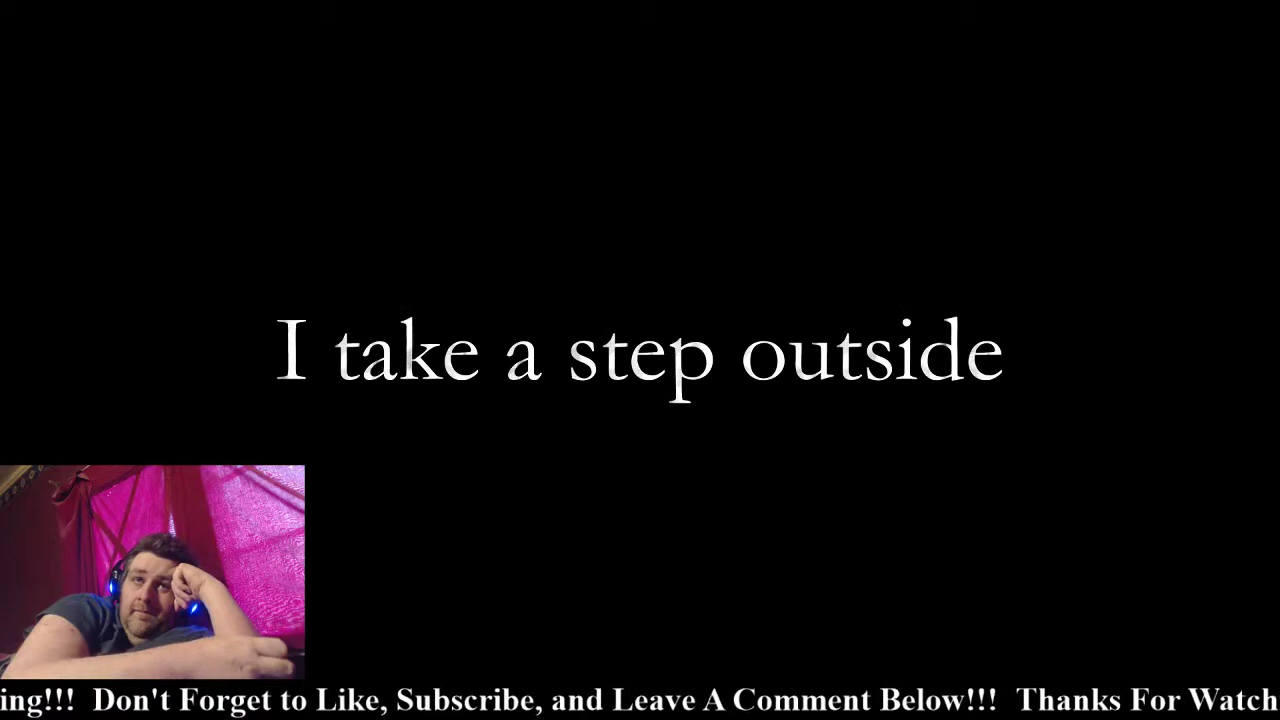 I take a step outside
ing!!! Don't Forget to Like, Subscribe, and Leave A Comment Below!!! Thanks For Watch